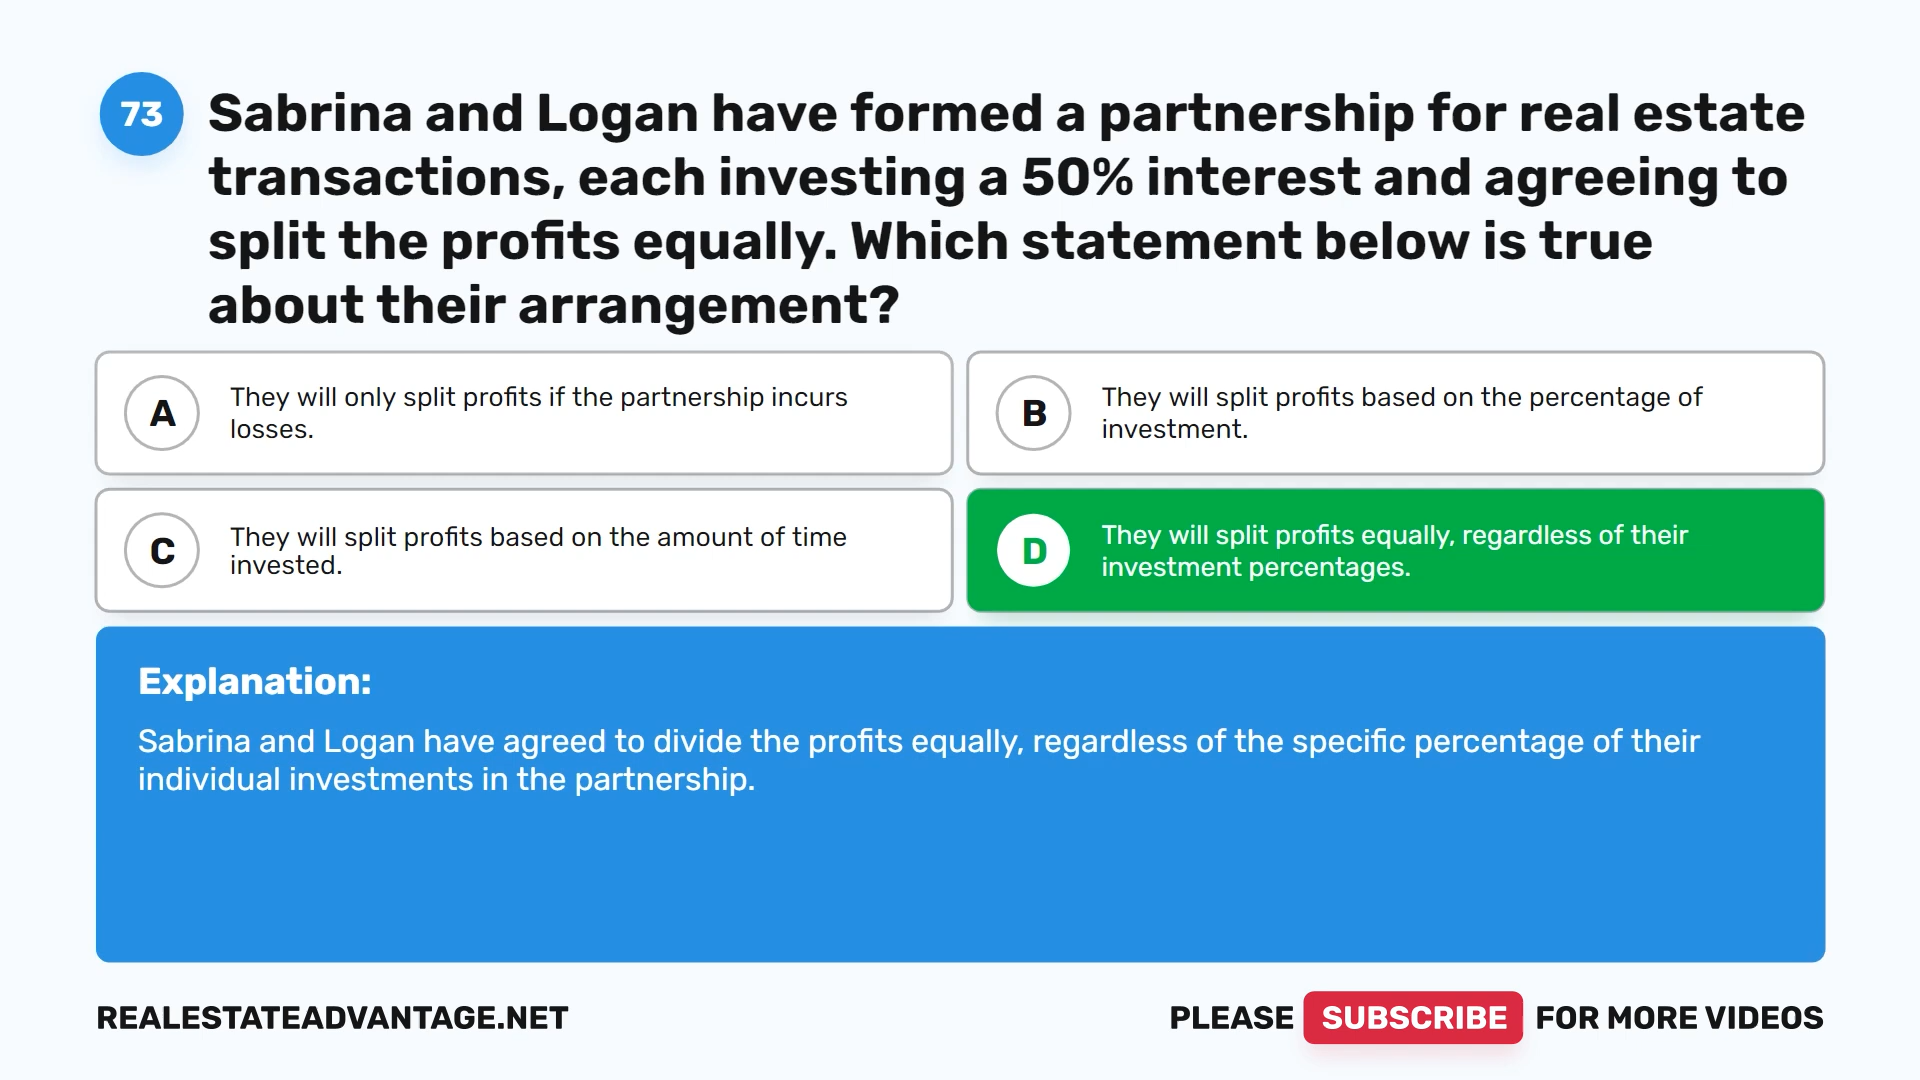 73
Sabrina and Logan have formed a partnership for real estate
transactions, each investing a 50% interest and agreeing to
split the profits equally. Which statement below is true
about their arrangement?
A
They will only split profits if the partnership incurs
losses.
B
They will split profits based on the percentage of
investment.
C
They will split profits based on the amount of time
invested.
D
They will split profits equally, regardless of their
investment percentages.
Explanation:
Sabrina and Logan have agreed to divide the profits equally, regardless of the specific percentage of their
individual investments in the partnership.
REALESTATEADVANTAGE.NET
PLEASE SUBSCRIBE FOR MORE VIDEOS